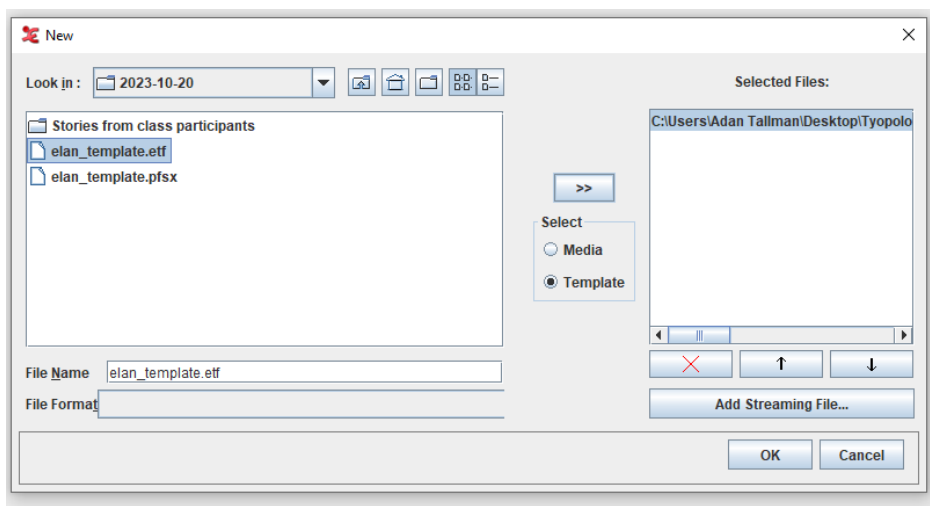 New
Look in :
2023-10-20
Selected Files:
Stories from class participants
elan_template.etf
elan_template.pfsx
C:\Users\Adan Tallman\Desktop\Tyopolo
>>
Select
Media
Template
File Name
elan_template.etf
File Format
Add Streaming File...
OK
Cancel